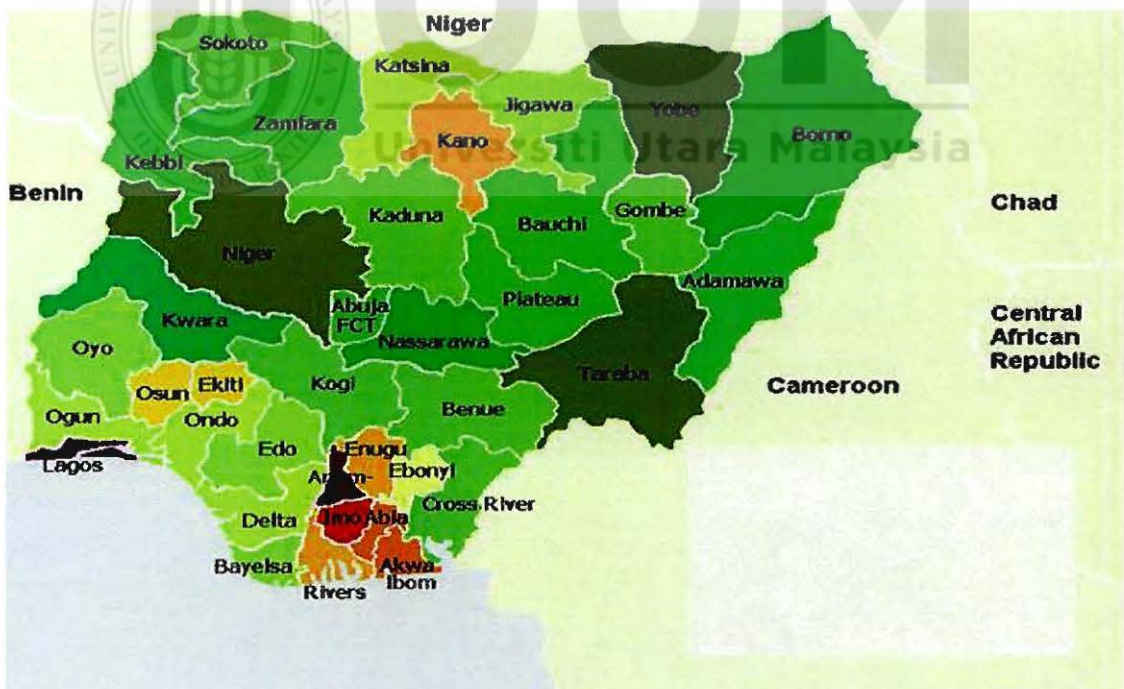 Niger
Sokoto
Katsina
Jigawa
Yobe
Borno
Zamfara
Kano
Universiti Utara Malaysia
Kebbi
Benin
Chad
Kaduna
Bauchi
Gombe
Niger
Adamawa
Abuja
FCT
Plateau
Kwara
Nassarawa
Central
African
Republic
Oyo
Taraba
Cameroon
Osun
Ekiti
Kogi
Benue
Ogun
Ondo
Edo
Enugu
Lagos
Ebonyi
Cross River
Delta
Imo
Abia
Bayelsa
Akwa
Ibom
Rivers